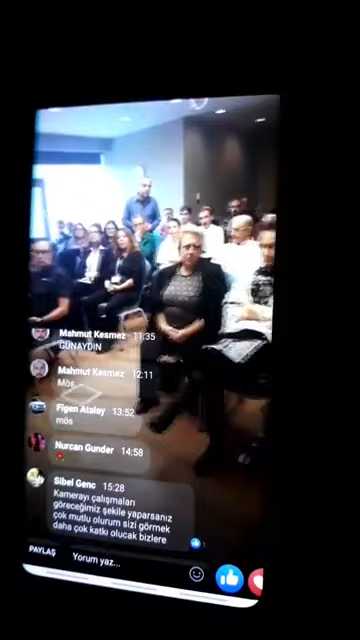 Mahmut Kesmez 11:35
GÜNAYDIN
Mahmut Kesmez 12:11
Mös
Figen Atalay 13:52
mös
Nurcan Gunder 14:58
Sibel Genc 15:28
Kamerayı çalışmaları
göreceğimiz şekile yaparsanız
çok mutlu olurum sizi görmek
daha çok katkı olucak bizlere
1
PAYLAŞ Yorum yaz...